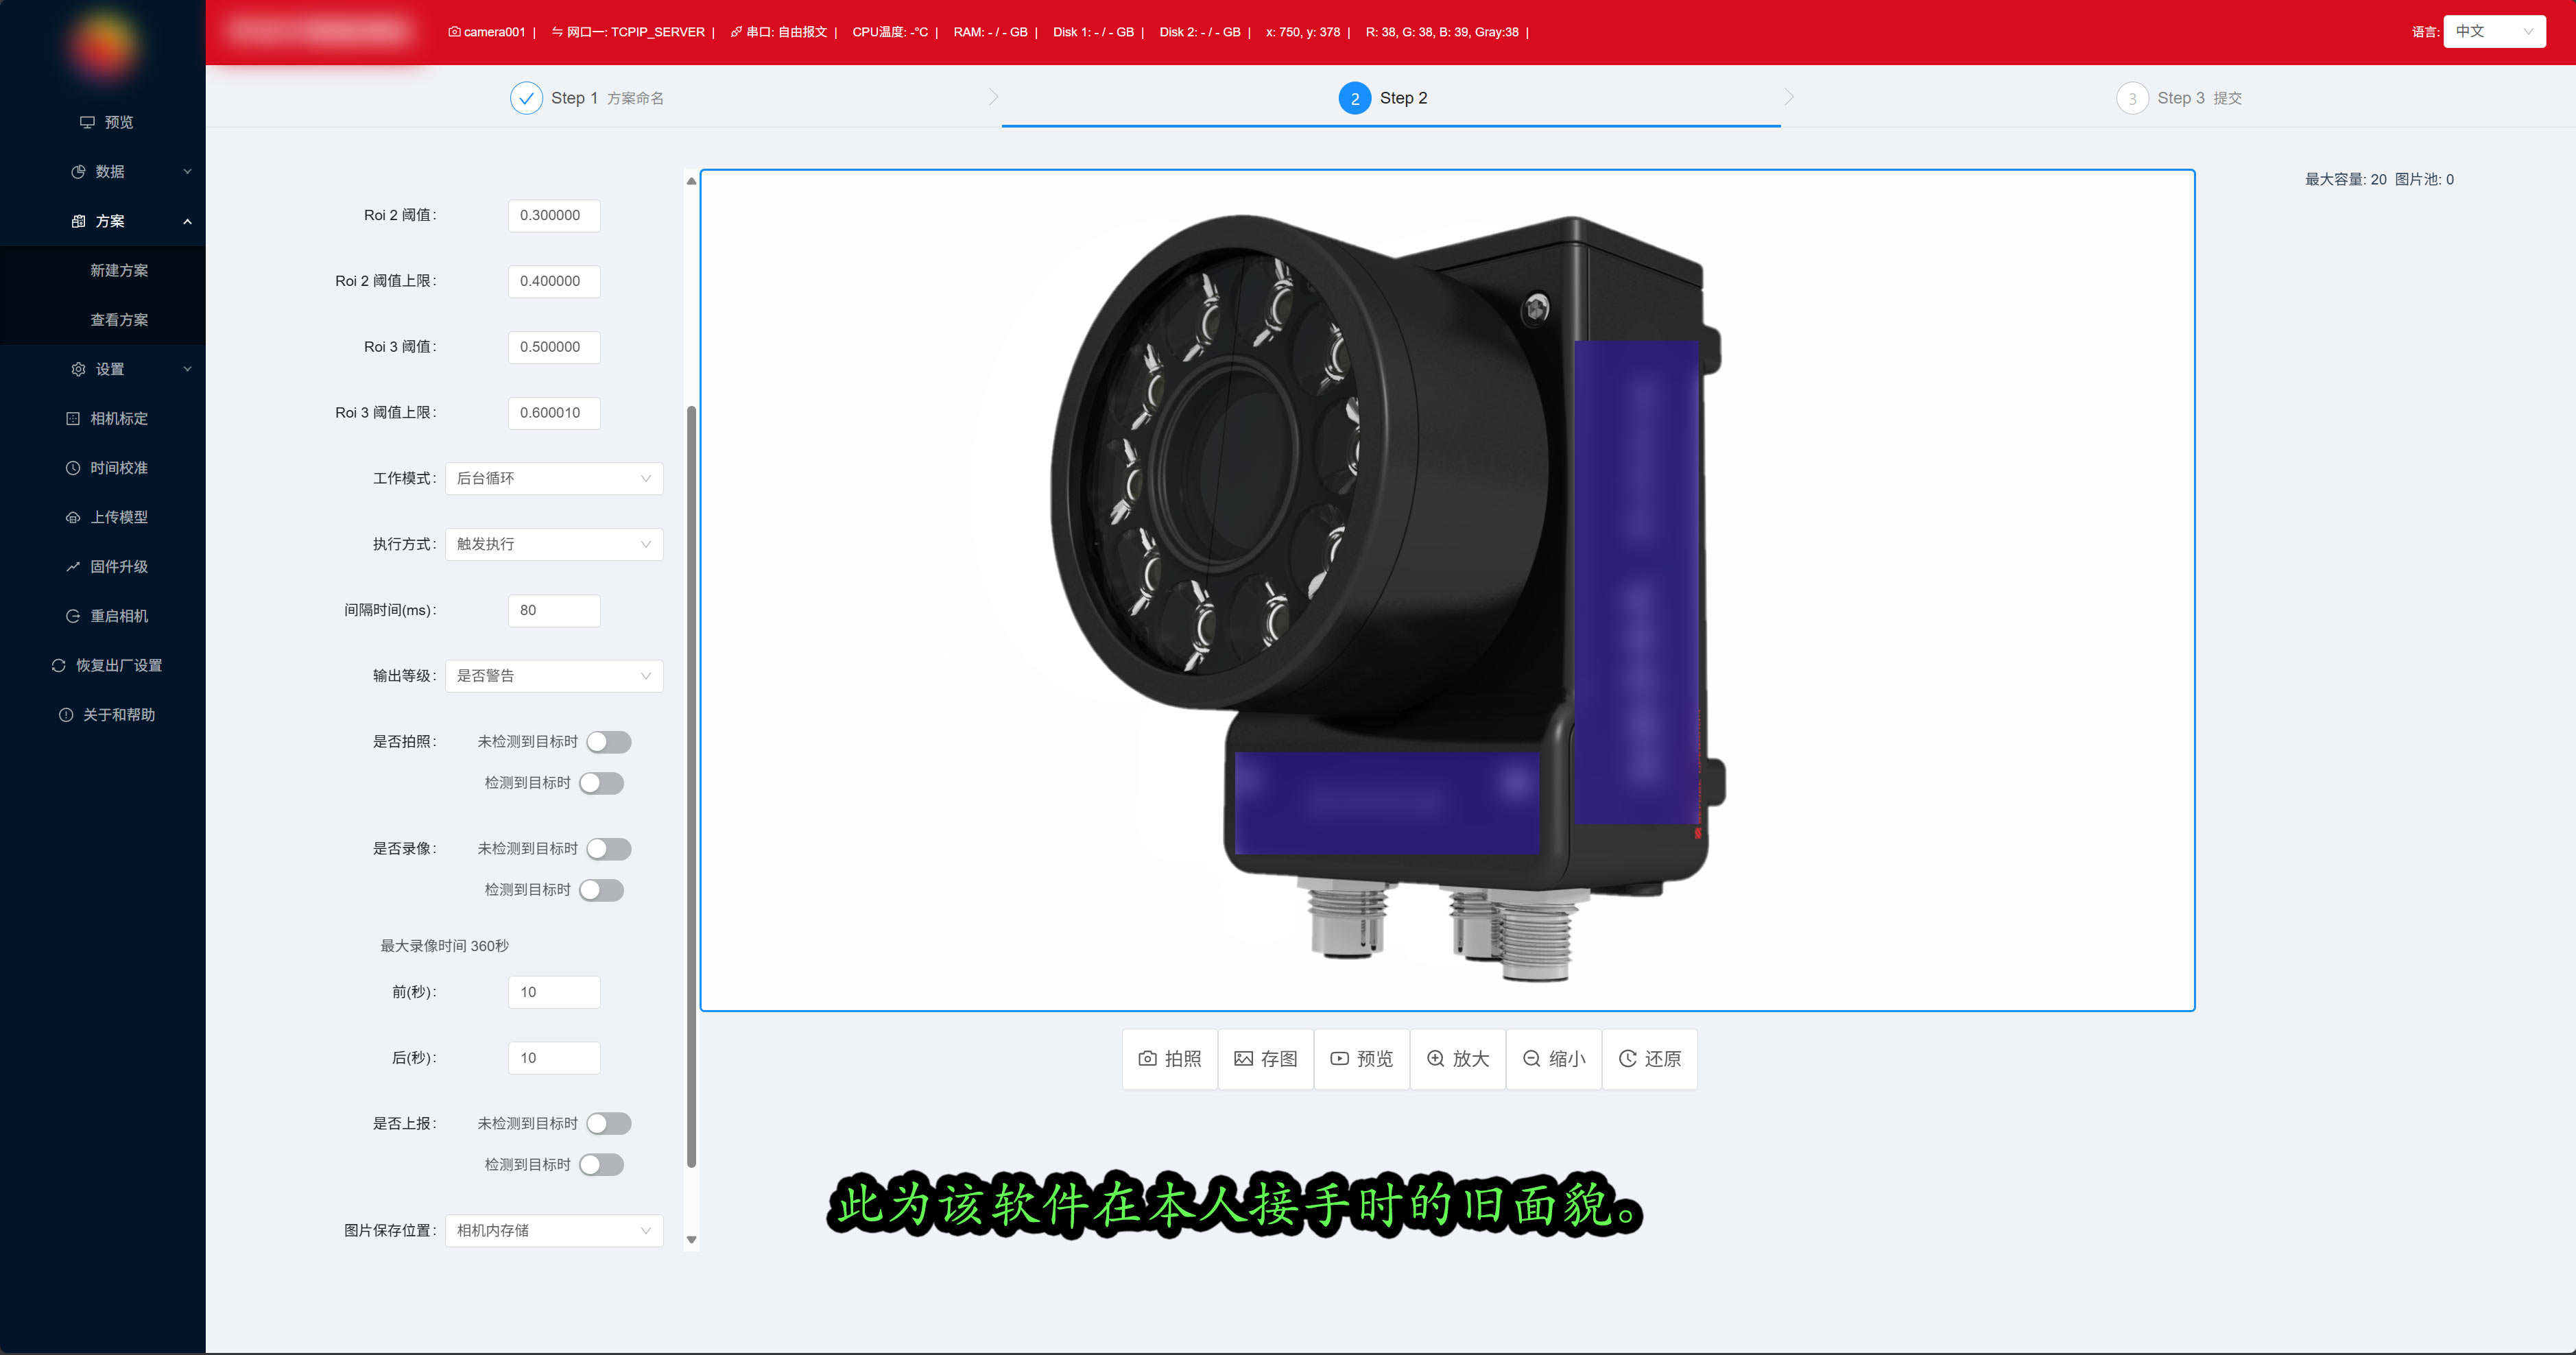 camera001 | 网口一: TCPIP_SERVER | 串口: 自由报文 | CPU温度: -°C | RAM: - / - GB | Disk 1: - / - GB | Disk 2: - / - GB | x: 750, y: 378 | R: 38, G: 38, B: 39, Gray:38 |
语言: 中文
预览
数据
方案
新建方案
查看方案
设置
相机标定
时间校准
上传模型
固件升级
重启相机
恢复出厂设置
关于和帮助
Step 1 方案命名
2 Step 2
3 Step 3 提交
Roi 2 阈值: 0.300000
Roi 2 阈值上限: 0.400000
Roi 3 阈值: 0.500000
Roi 3 阈值上限: 0.600010
工作模式: 后台循环
执行方式: 触发执行
间隔时间(ms): 80
输出等级: 是否警告
是否拍照: 未检测到目标时
检测到目标时
是否录像: 未检测到目标时
检测到目标时
最大录像时间 360秒
前(秒): 10
后(秒): 10
是否上报: 未检测到目标时
检测到目标时
图片保存位置: 相机内存储
最大容量: 20 图片池: 0
拍照 存图 预览 放大 缩小 还原
此为该软件在本人接手时的旧面貌。